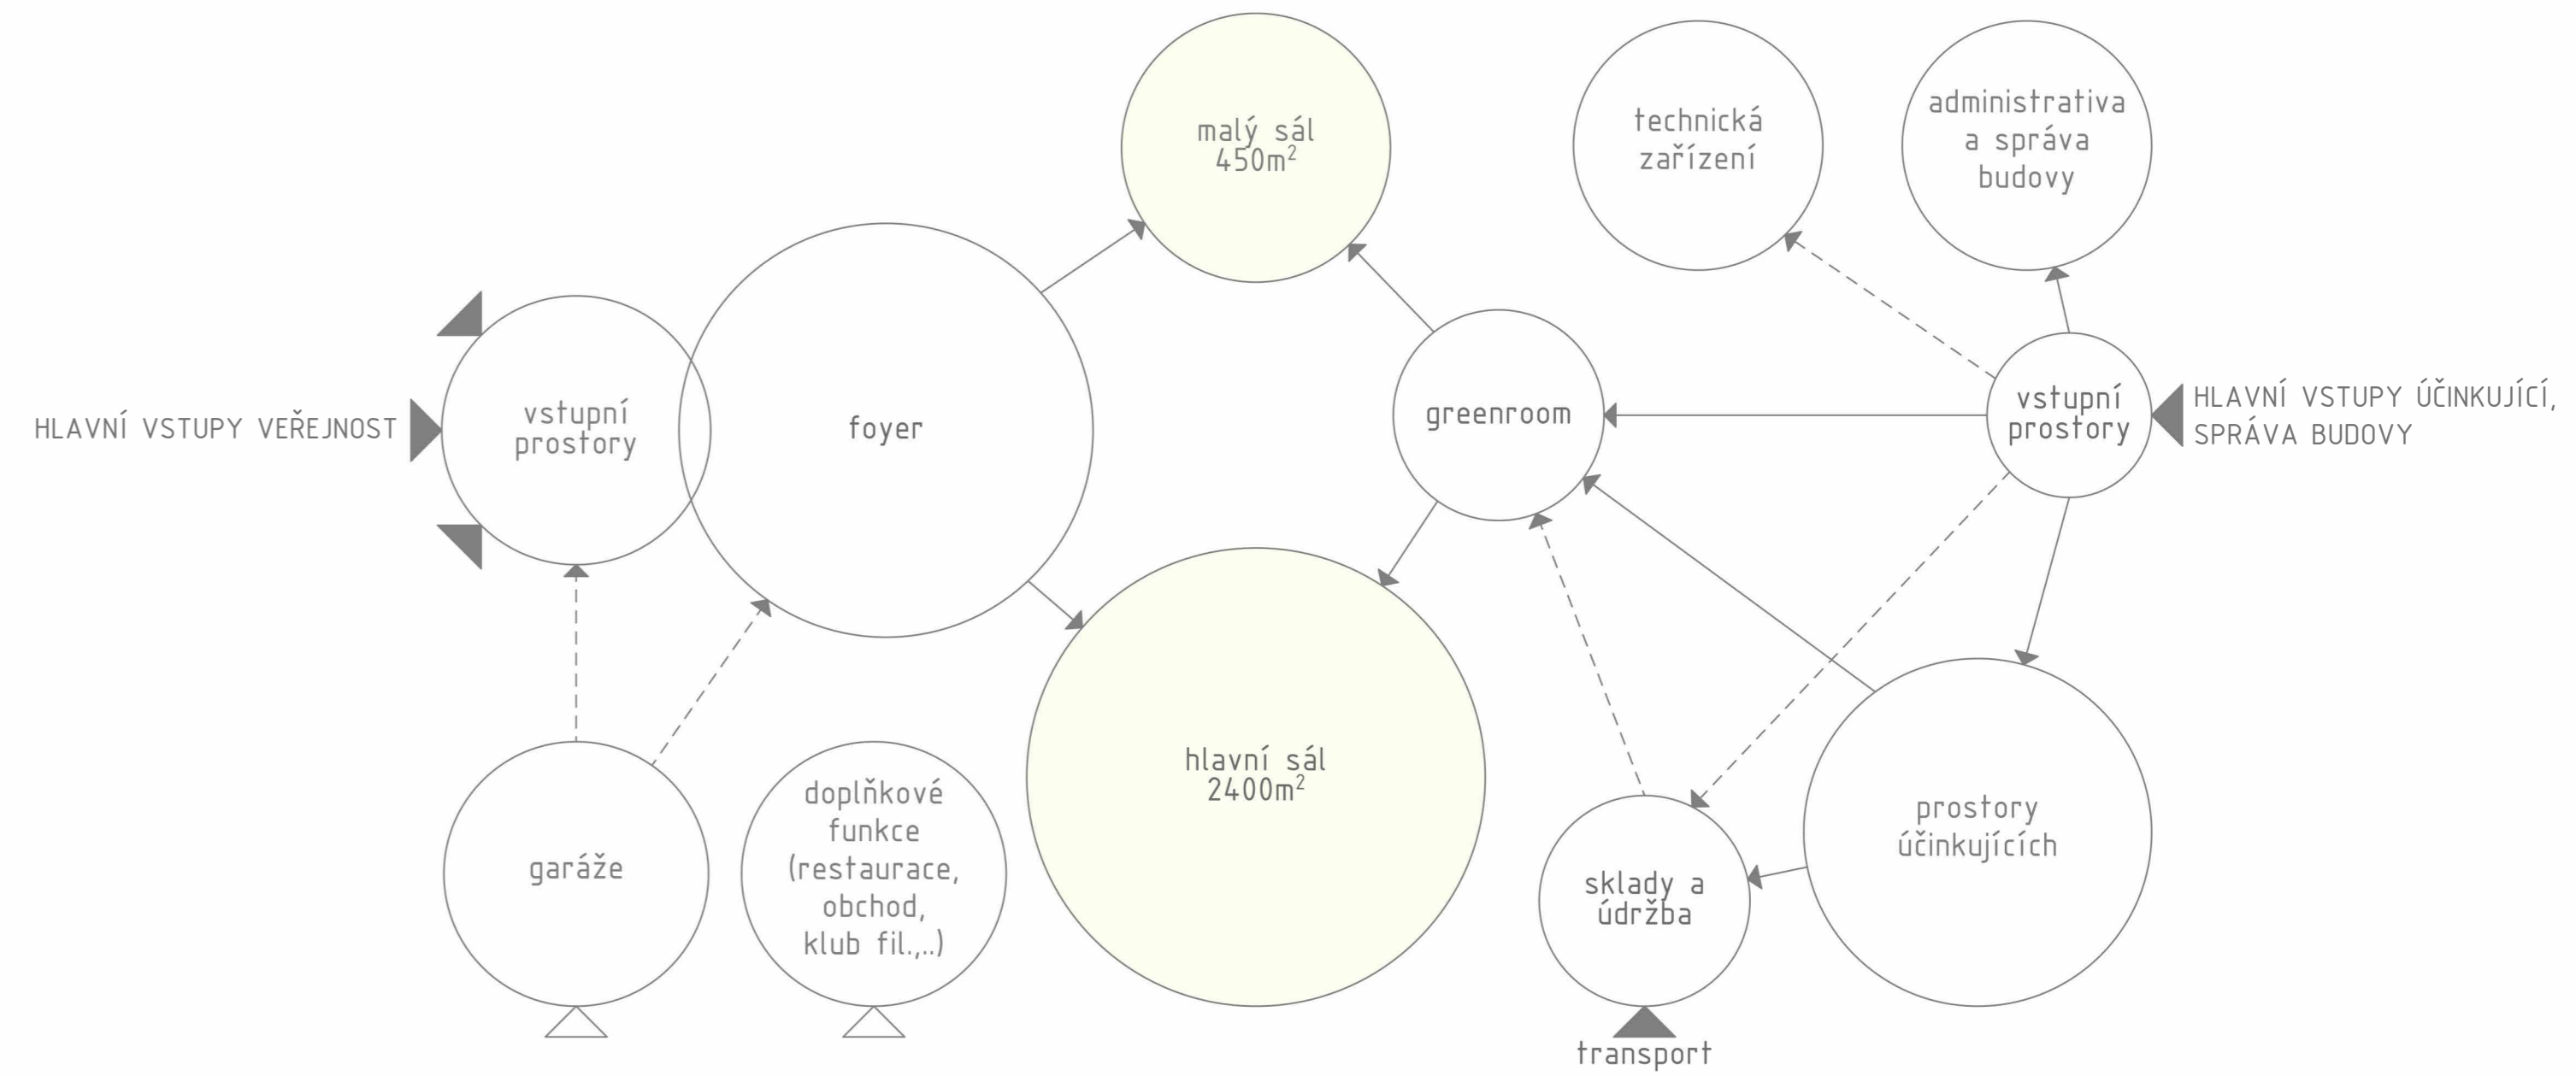 malý sál
450m²
technická
zařízení
administrativa
a správa
budovy
HLAVNÍ VSTUPY VEŘEJNOST
vstupní
prostory
foyer
greenroom
vstupní
prostory
HLAVNÍ VSTUPY ÚČINKUJÍCÍ,
SPRÁVA BUDOVY
garáže
doplňkové
funkce
(restaurace,
obchod,
klub fil.,..)
hlavní sál
2400m²
sklady a
údržba
prostory
účinkujících
transport